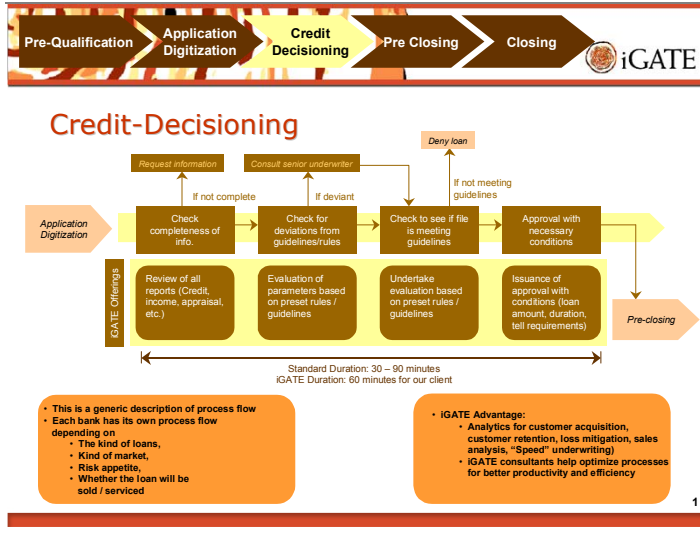 Pre-Qualification
Application
Digitization
Credit
Decisioning
Pre Closing
Closing
iGATE
Credit-Decisioning
Deny loan
Request information
Consult senior underwriter
If not complete
If deviant
If not meeting
guidelines
Application
Digitization
Check
completeness of
info.
Check for
deviations from
guidelines/rules
Check to see if file
is meeting
guidelines
Approval with
necessary
conditions
iGATE Offerings
Review of all
reports (Credit,
income, appraisal,
etc.)
Evaluation of
parameters based
on preset rules /
guidelines
Undertake
evaluation based
on preset rules /
guidelines
Issuance of
approval with
conditions (loan
amount, duration,
tell requirements)
Pre-closing
Standard Duration: 30 – 90 minutes
iGATE Duration: 60 minutes for our client
• This is a generic description of process flow
• Each bank has its own process flow
depending on
• The kind of loans,
• Kind of market,
• Risk appetite,
• Whether the loan will be
sold / serviced
• iGATE Advantage:
• Analytics for customer acquisition,
customer retention, loss mitigation, sales
analysis, “Speed” underwriting)
• iGATE consultants help optimize processes
for better productivity and efficiency
1